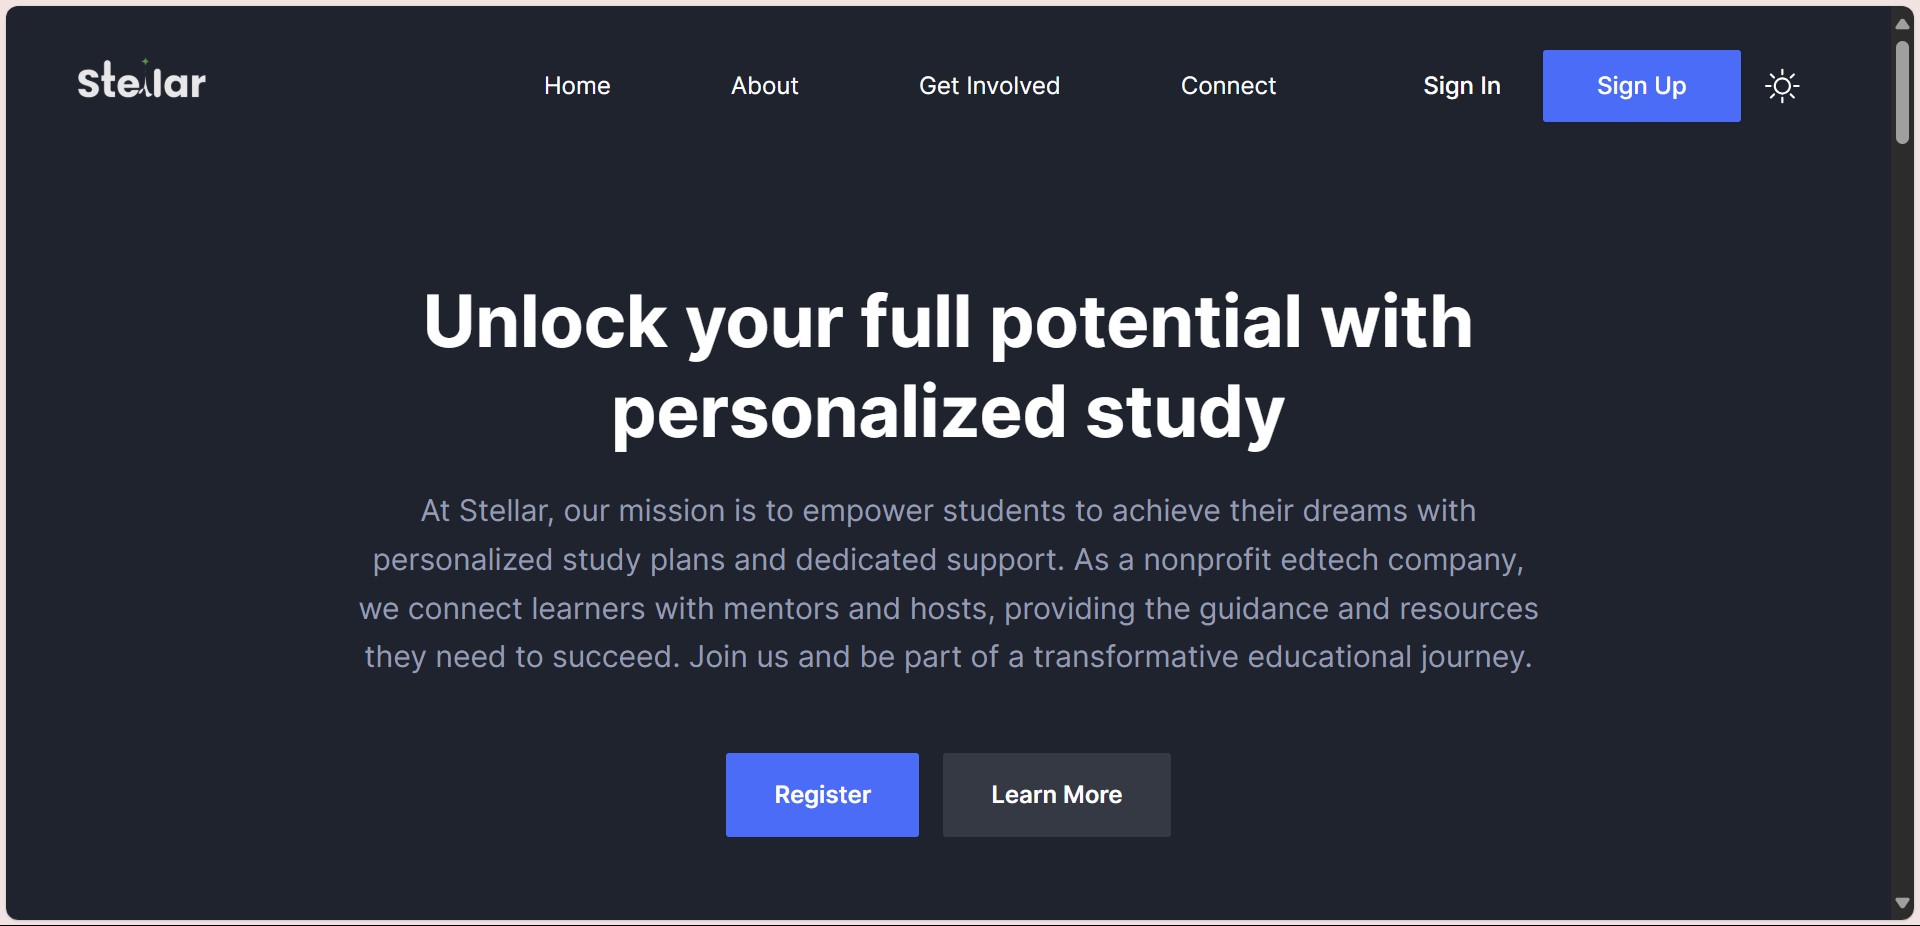 Stellar
Home About Get Involved Connect Sign In Sign Up
Unlock your full potential with
personalized study
At Stellar, our mission is to empower students to achieve their dreams with
personalized study plans and dedicated support. As a nonprofit edtech company,
we connect learners with mentors and hosts, providing the guidance and resources
they need to succeed. Join us and be part of a transformative educational journey.
Register Learn More